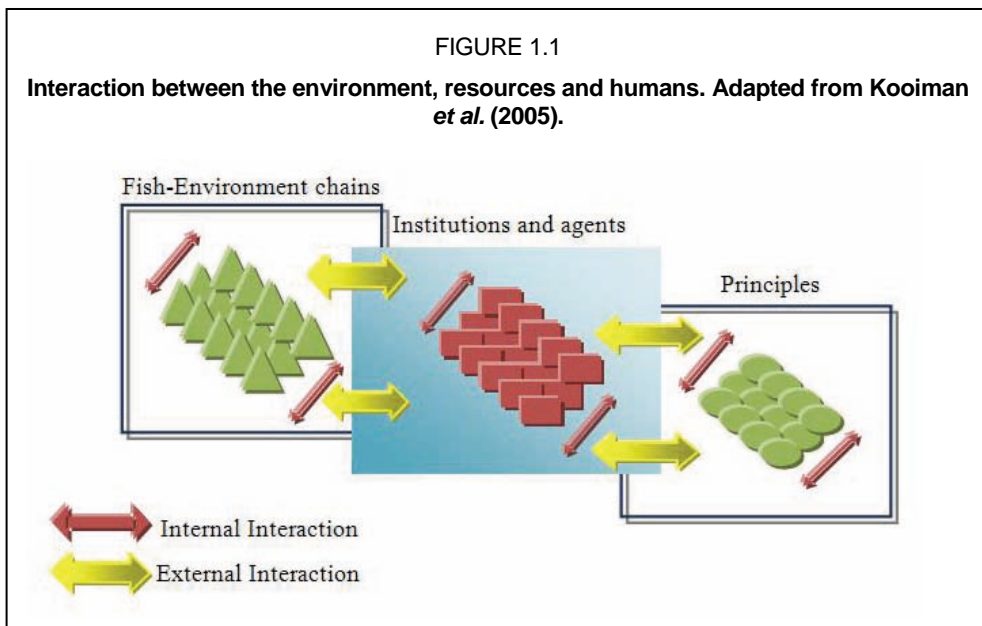 FIGURE 1.1
Interaction between the environment, resources and humans. Adapted from Kooiman
et al. (2005).
Fish-Environment chains
Institutions and agents
Principles
Internal Interaction
External Interaction